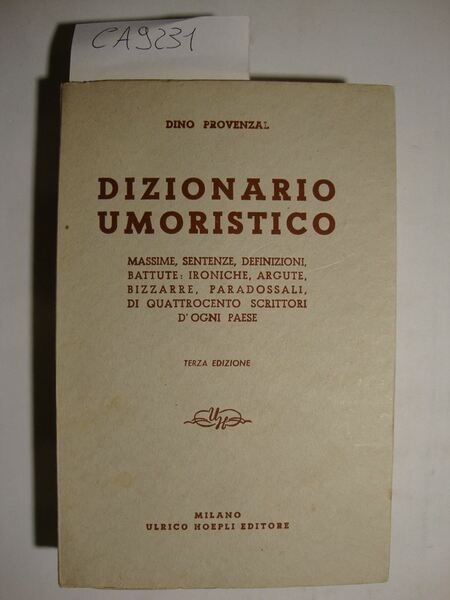 CA9231
DINO PROVENZAL
DIZIONARIO
UMORISTICO
MASSIME, SENTENZE, DEFINIZIONI,
BATTUTE: IRONICHE, ARGUTE,
BIZZARRE, PARADOSSALI,
DI QUATTROCENTO SCRITTORI
D'OGNI PAESE
TERZA EDIZIONE
UH
MILANO
ULRICO HOEPLI EDITORE